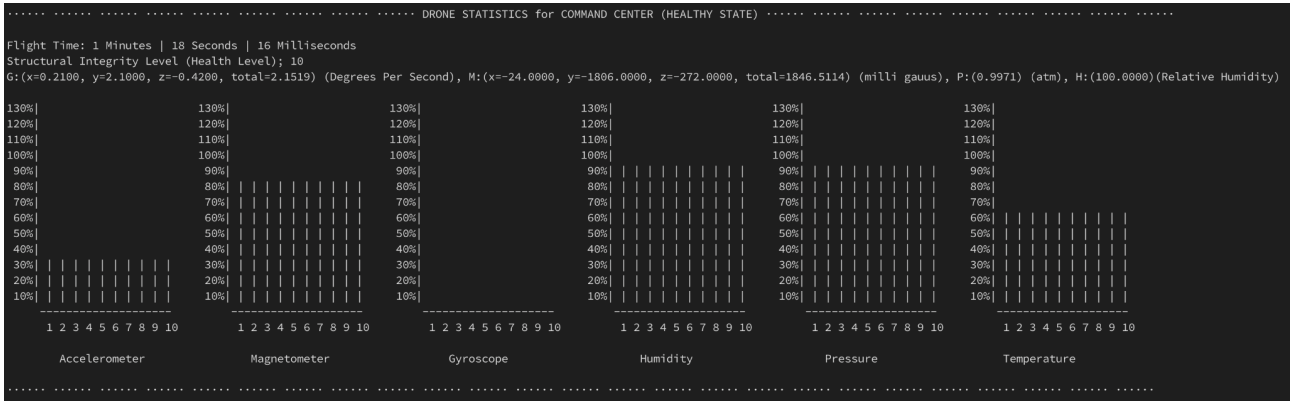 ...... ...... ...... ...... ...... ...... ...... ...... ...... DRONE STATISTICS for COMMAND CENTER (HEALTHY STATE) ...... ...... ...... ...... ...... ...... ...... ...... ......
Flight Time: 1 Minutes | 18 Seconds | 16 Milliseconds
Structural Integrity Level (Health Level); 10
G:(x=0.2100, y=2.1000, z=-0.4200, total=2.1519) (Degrees Per Second), M:(x=-24.0000, y=-1806.0000, z=-272.0000, total=1846.5114) (milli gauus), P:(0.9971) (atm), H:(100.0000)(Relative Humidity)
130%| 130%| 130%| 130%| 130%| 130%|
120%| 120%| 120%| 120%| 120%| 120%|
110%| 110%| 110%| 110%| 110%| 110%|
100%| 100%| 100%| 100%| 100%| 100%|
90%| 90%| 90%| 90%| | | | | | | | | | | 90%| | | | | | | | | | | 90%|
80%| 80%| | | | | | | | | | | 80%| 80%| | | | | | | | | | | 80%| | | | | | | | | | | 80%|
70%| 70%| | | | | | | | | | | 70%| 70%| | | | | | | | | | | 70%| | | | | | | | | | | 70%|
60%| 60%| | | | | | | | | | | 60%| 60%| | | | | | | | | | | 60%| | | | | | | | | | | 60%| | | | | | | | | | |
50%| 50%| | | | | | | | | | | 50%| 50%| | | | | | | | | | | 50%| | | | | | | | | | | 50%| | | | | | | | | | |
40%| 40%| | | | | | | | | | | 40%| 40%| | | | | | | | | | | 40%| | | | | | | | | | | 40%| | | | | | | | | | |
30%| | | | | | | | | | | 30%| | | | | | | | | | | 30%| 30%| | | | | | | | | | | 30%| | | | | | | | | | | 30%| | | | | | | | | | |
20%| | | | | | | | | | | 20%| | | | | | | | | | | 20%| 20%| | | | | | | | | | | 20%| | | | | | | | | | | 20%| | | | | | | | | | |
10%| | | | | | | | | | | 10%| | | | | | | | | | | 10%| 10%| | | | | | | | | | | 10%| | | | | | | | | | | 10%| | | | | | | | | | |
-------------------- -------------------- -------------------- -------------------- -------------------- --------------------
1 2 3 4 5 6 7 8 9 10 1 2 3 4 5 6 7 8 9 10 1 2 3 4 5 6 7 8 9 10 1 2 3 4 5 6 7 8 9 10 1 2 3 4 5 6 7 8 9 10 1 2 3 4 5 6 7 8 9 10
Accelerometer Magnetometer Gyroscope Humidity Pressure Temperature
...... ...... ...... ...... ...... ...... ...... ...... ...... ...... ...... ...... ...... ...... ...... ...... ...... ...... ...... ...... ...... ...... ...... ...... ......